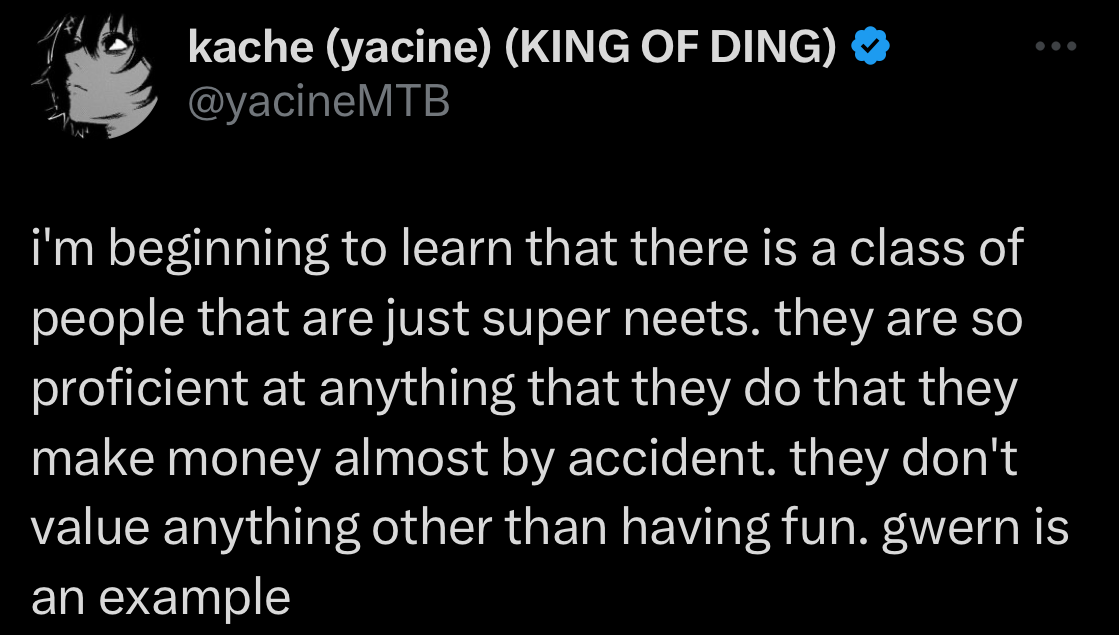 kache (yacine) (KING OF DING)
@yacineMTB
i'm beginning to learn that there is a class of
people that are just super neets. they are so
proficient at anything that they do that they
make money almost by accident. they don't
value anything other than having fun. gwern is
an example